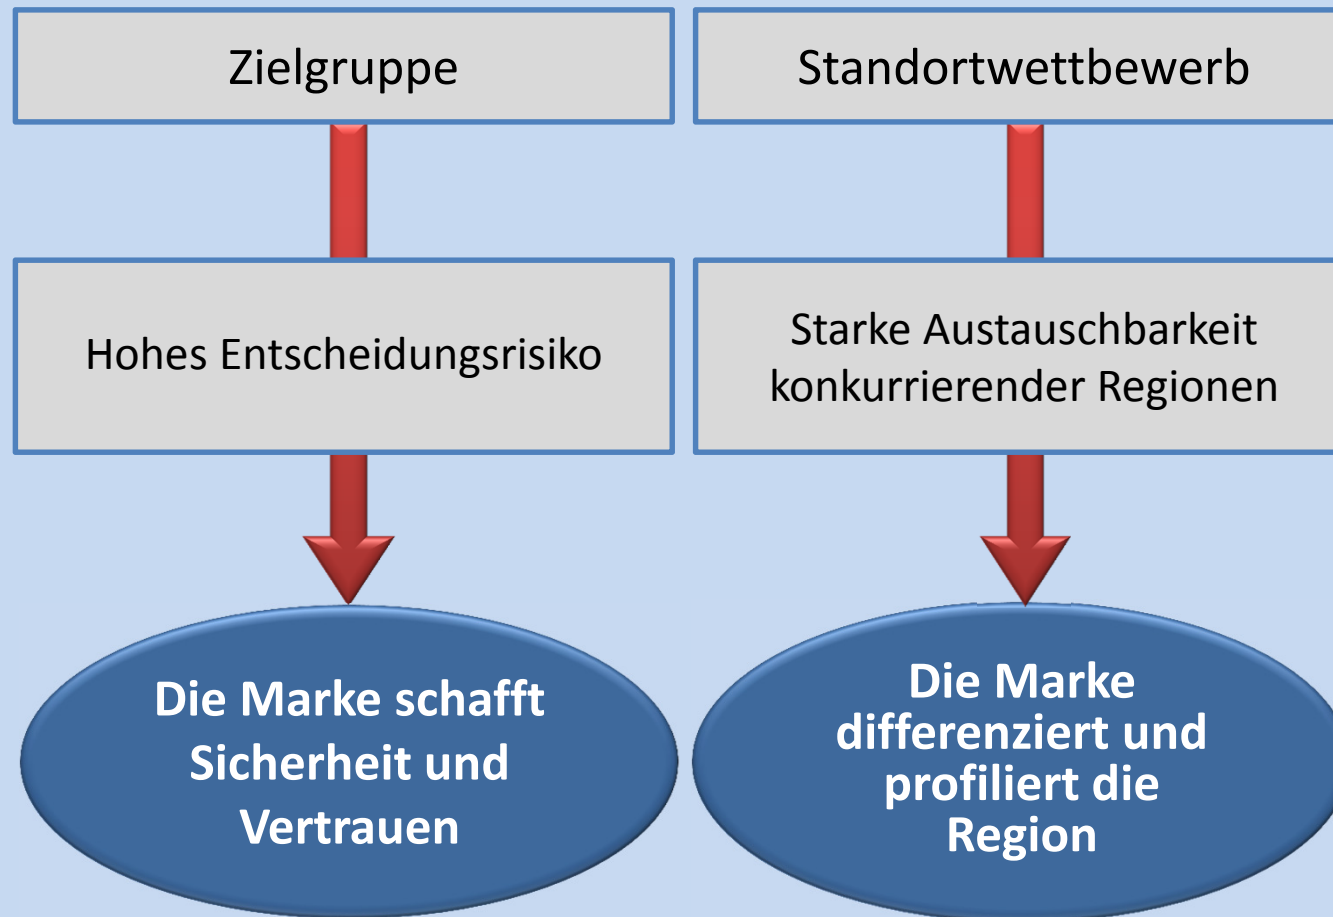 Zielgruppe
Standortwettbewerb
Hohes Entscheidungsrisiko
Starke Austauschbarkeit
konkurrierender Regionen
Die Marke schafft
Sicherheit und
Vertrauen
Die Marke
differenziert und
profiliert die
Region